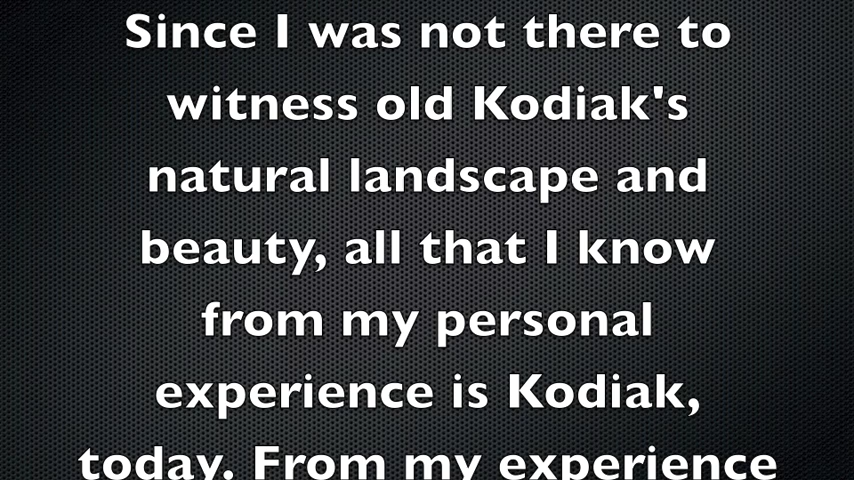 Since I was not there to
witness old Kodiak's
natural landscape and
beauty, all that I know
from my personal
experience is Kodiak,
today. From my experience